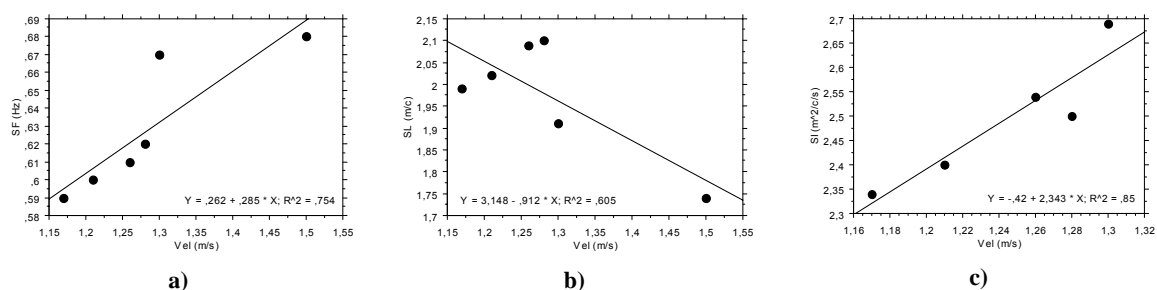 ,69
,68
,67
,66
,65
,64
,63
,62
,61
,6
,59
,58
SF (Hz)
Y = ,262 + ,285 * X; R^2 = ,754
1,15 1,2 1,25 1,3 1,35 1,4 1,45 1,5 1,55
Vel (m/s)
a)
2,15
2,1
2,05
2
1,95
1,9
1,85
1,8
1,75
1,7
SL (m/c)
Y = 3,148 - ,912 * X; R^2 = ,605
1,15 1,2 1,25 1,3 1,35 1,4 1,45 1,5 1,55
Vel (m/s)
b)
2,7
2,65
2,6
2,55
2,5
2,45
2,4
2,35
2,3
SI (m^2/c/s)
Y = -,42 + 2,343 * X; R^2 = ,85
1,16 1,18 1,2 1,22 1,24 1,26 1,28 1,3 1,32
Vel (m/s)
c)